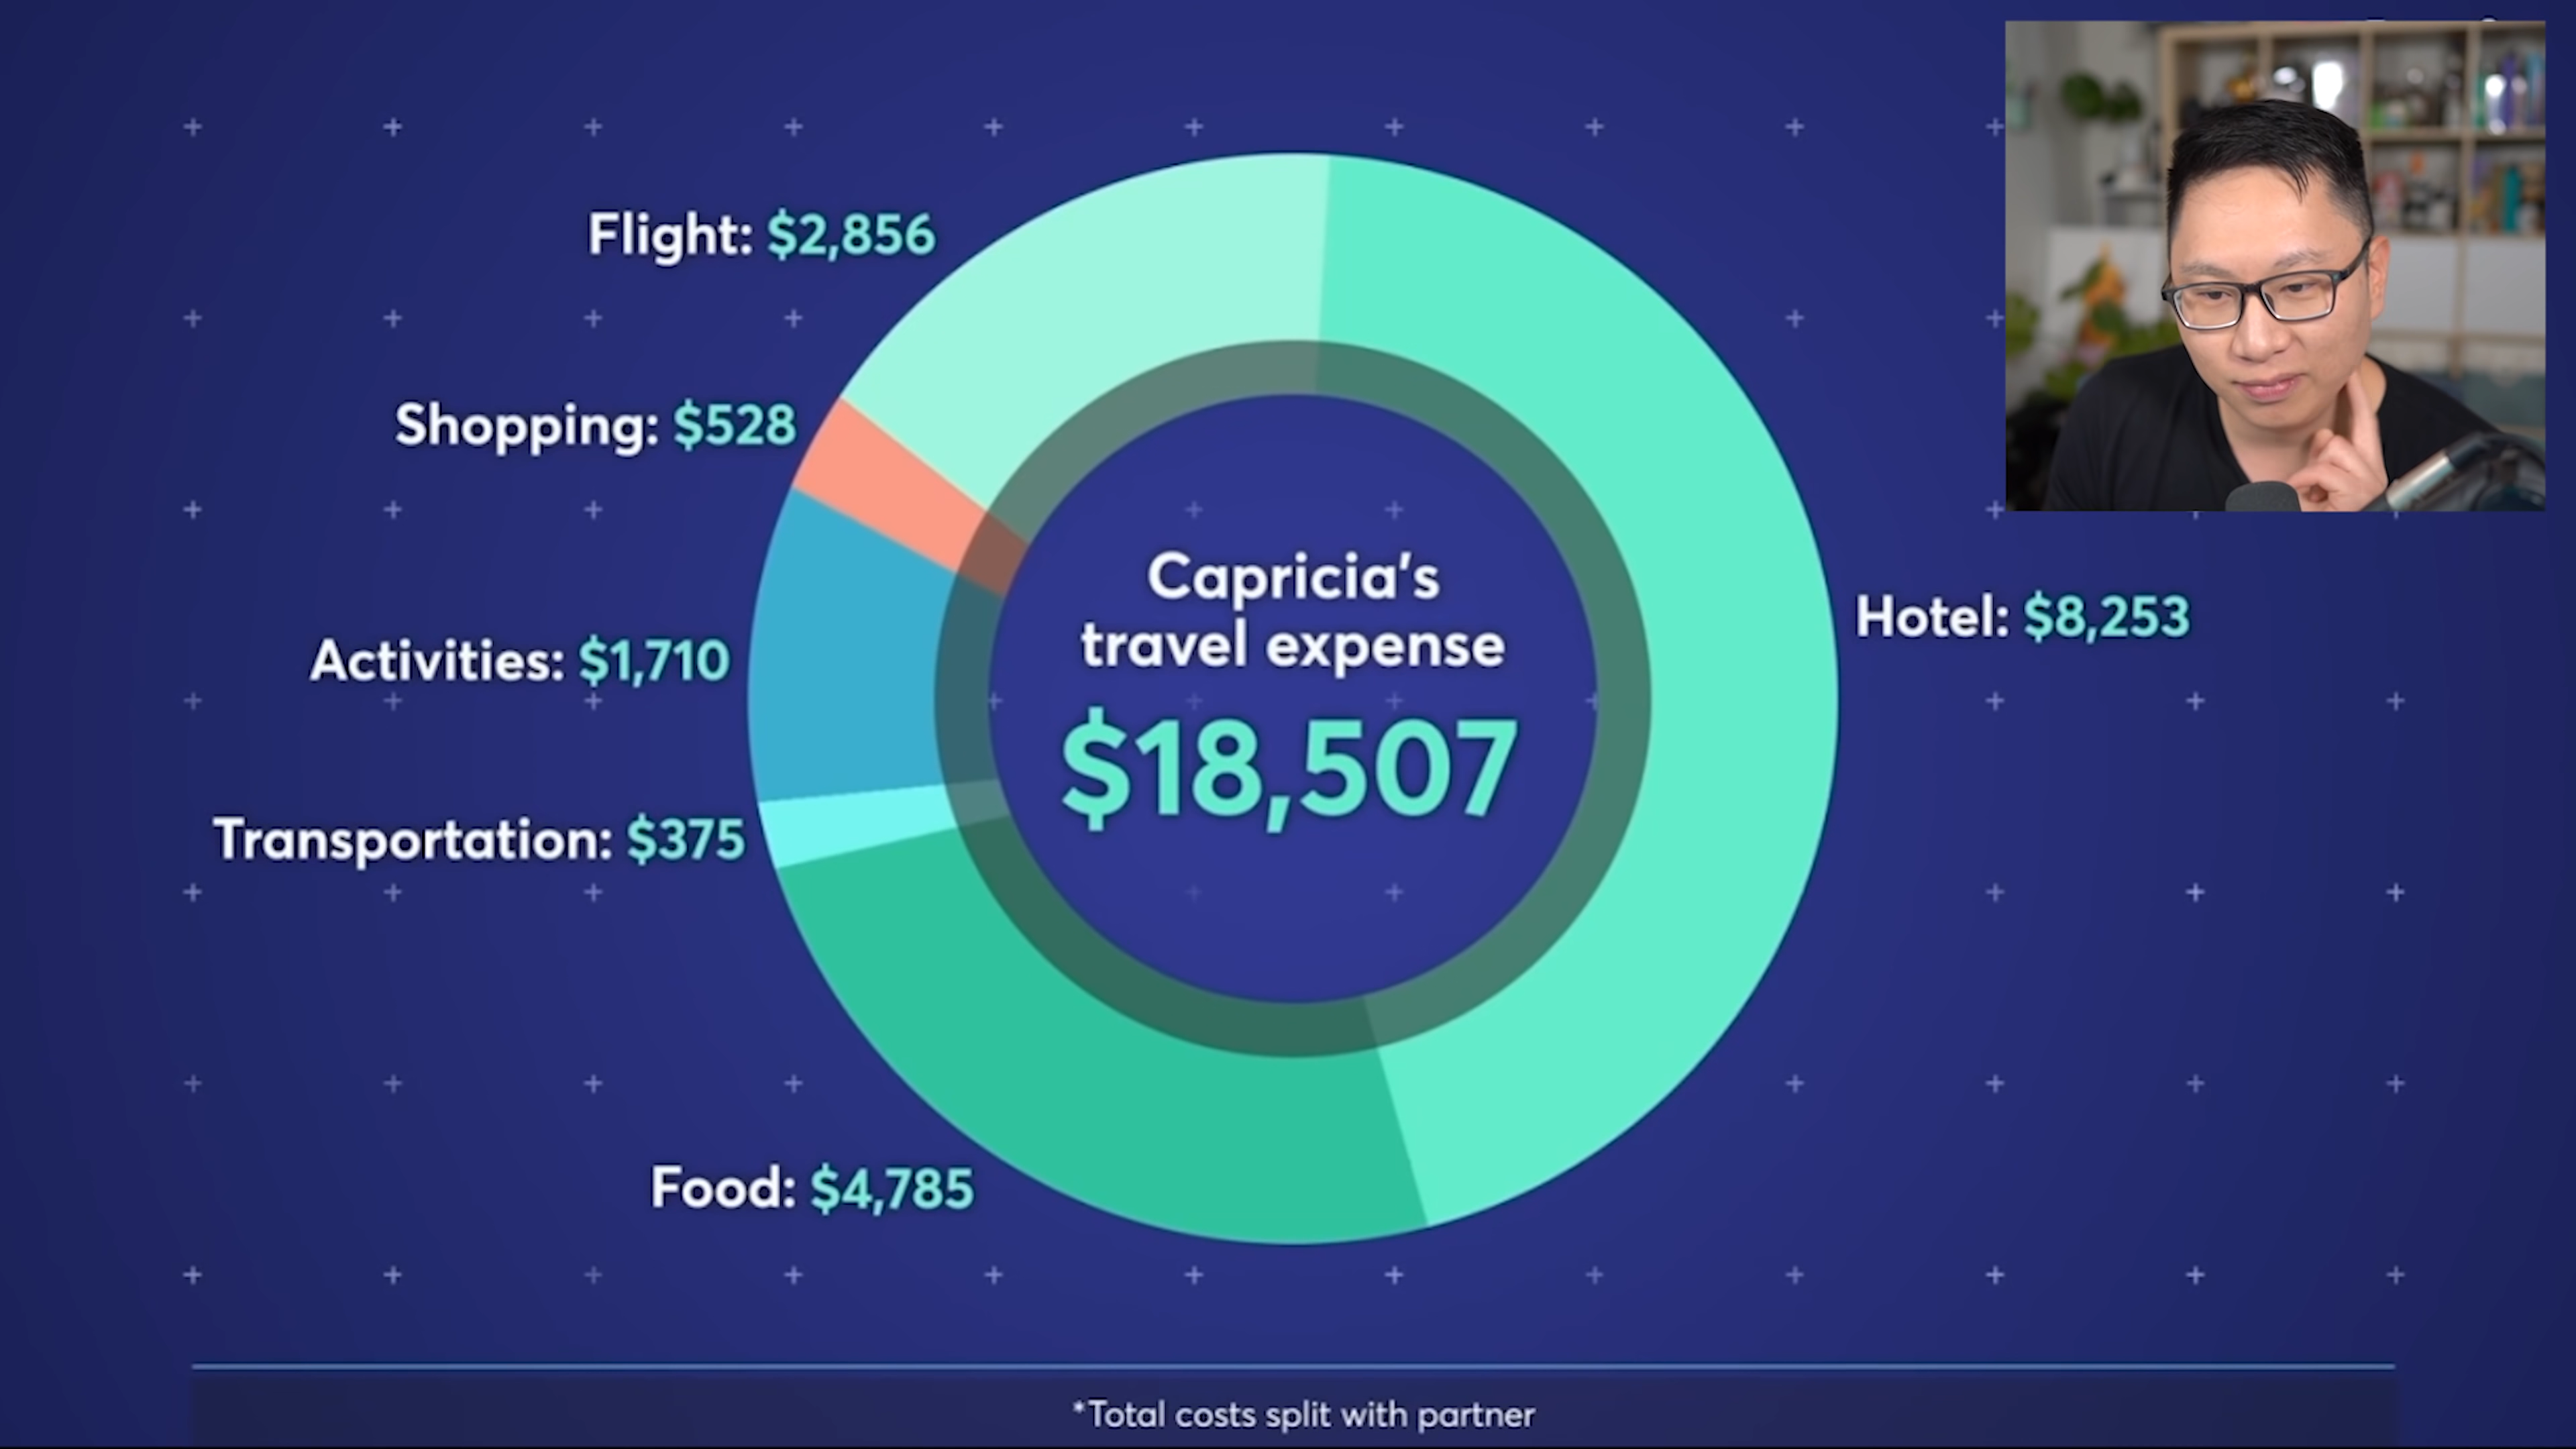 Flight: $2,856
Shopping: $528
Activities: $1,710
Transportation: $375
Food: $4,785
Hotel: $8,253
Capricia's
travel expense
$18,507
*Total costs split with partner